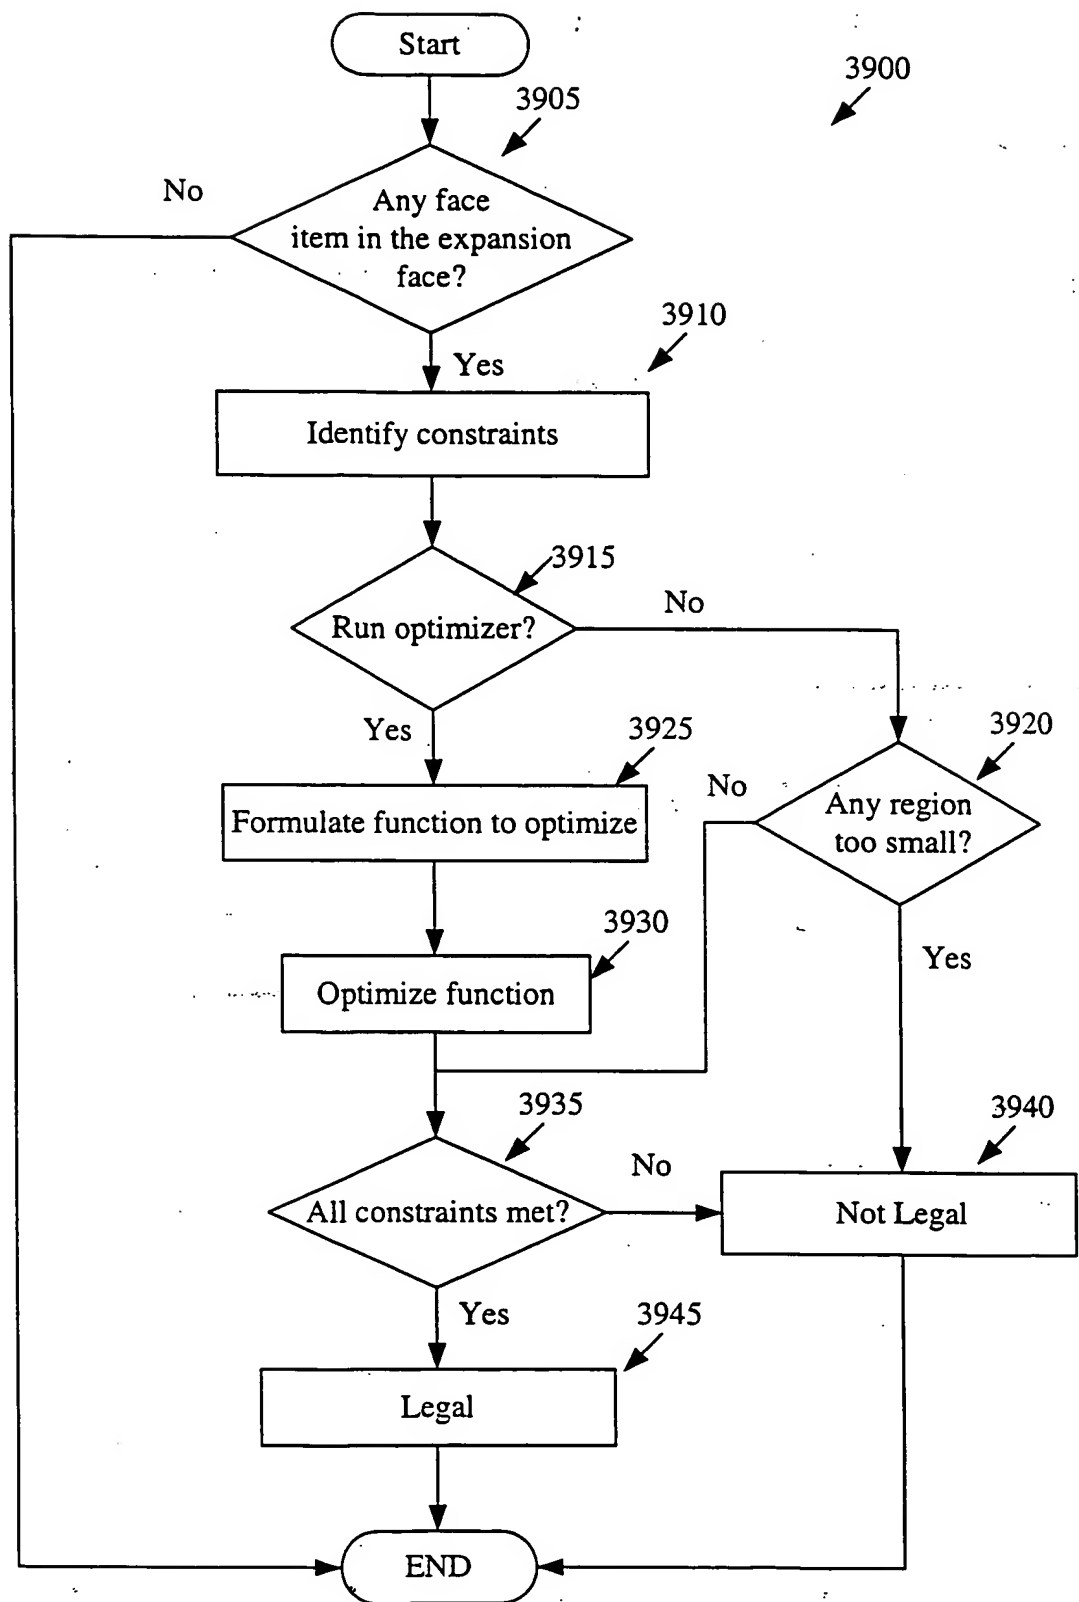 Start
3900
3905
No
Any face
item in the expansion
face?
3910
Yes
Identify constraints
3915
No
Run optimizer?
Yes
3925
3920
No
Any region
too small?
Formulate function to optimize
3930
Yes
Optimize function
3935
3940
No
All constraints met?
Not Legal
Yes
3945
Legal
END